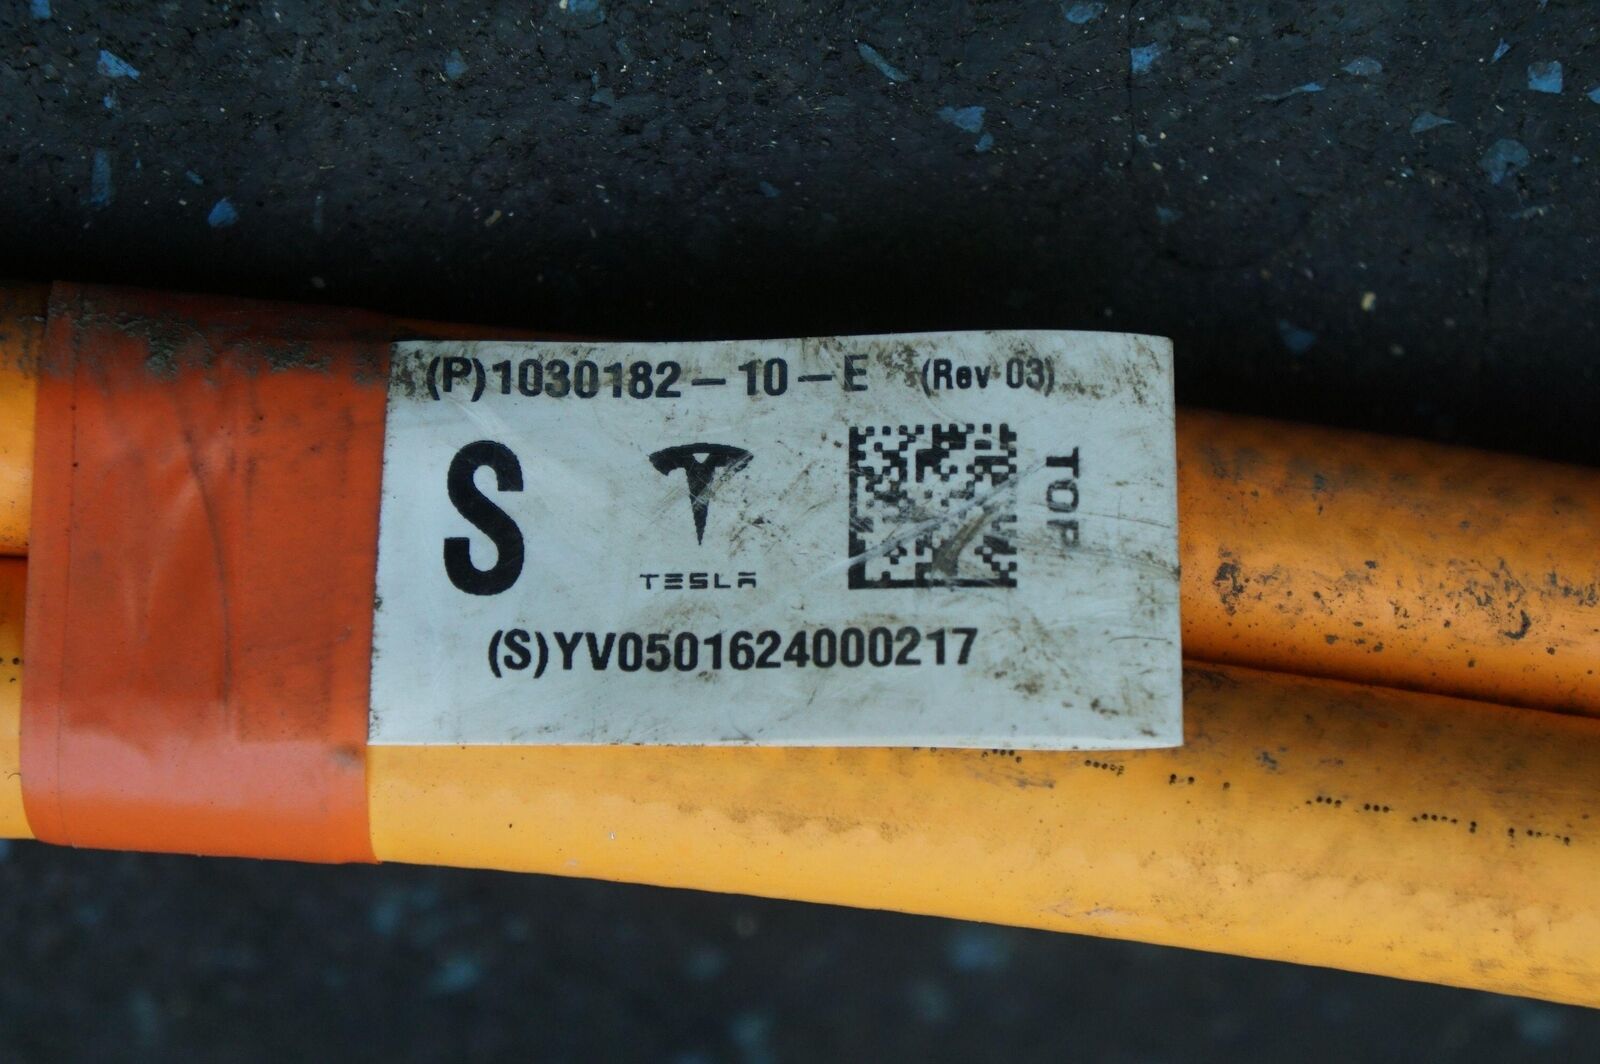 (P)1030182-10-E (Rev 03)
S
TESLA
TOP
(S)YV0501624000217